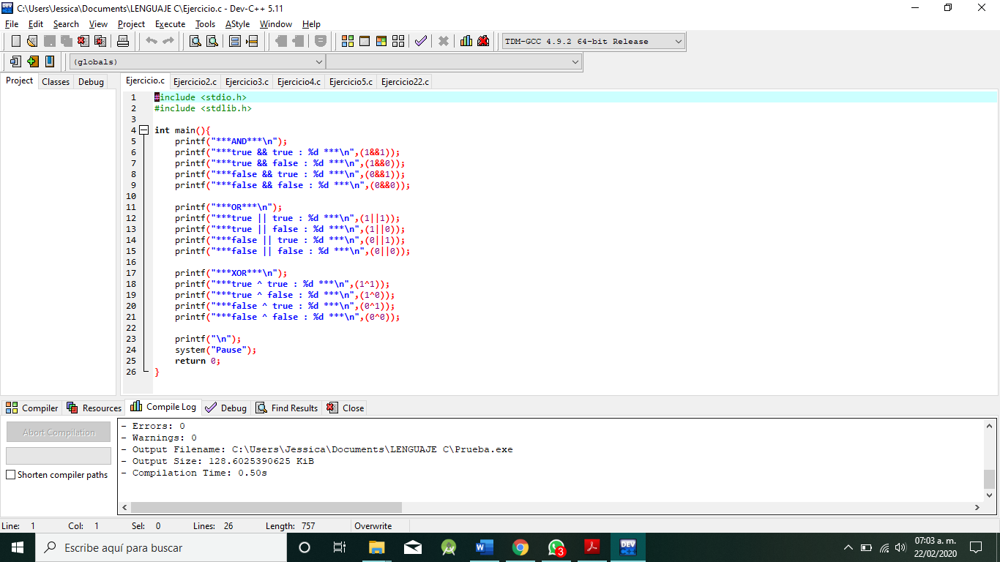 C:\Users\Jessica\Documents\LENGUAJE C\Ejercicio.c - Dev-C++ 5.11
File Edit Search View Project Execute Tools AStyle Window Help
TDM-GCC 4.9.2 64-bit Release
(globals)
Project Classes Debug
Ejercicio.c Ejercicio2.c Ejercicio3.c Ejercicio4.c Ejercicio5.c Ejercicio22.c
1 #include <stdio.h>
2 #include <stdlib.h>
3
4 int main(){
5 printf("***AND***\n");
6 printf("***true && true : %d ***\n",(1&&1));
7 printf("***true && false : %d ***\n",(1&&0));
8 printf("***false && true : %d ***\n",(0&&1));
9 printf("***false && false : %d ***\n",(0&&0));
10
11 printf("***OR***\n");
12 printf("***true || true : %d ***\n",(1||1));
13 printf("***true || false : %d ***\n",(1||0));
14 printf("***false || true : %d ***\n",(0||1));
15 printf("***false || false : %d ***\n",(0||0));
16
17 printf("***XOR***\n");
18 printf("***true ^ true : %d ***\n",(1^1));
19 printf("***true ^ false : %d ***\n",(1^0));
20 printf("***false ^ true : %d ***\n",(0^1));
21 printf("***false ^ false : %d ***\n",(0^0));
22
23 printf("\n");
24 system("Pause");
25 return 0;
26 }
Compiler Resources Compile Log Debug Find Results Close
Abort Compilation
Shorten compiler paths
- Errors: 0
- Warnings: 0
- Output Filename: C:\Users\Jessica\Documents\LENGUAJE C\Prueba.exe
- Output Size: 128.6025390625 KiB
- Compilation Time: 0.50s
Line: 1 Col: 1 Sel: 0 Lines: 26 Length: 757 Overwrite
Escribe aquí para buscar
3
DEV
07:03 a. m.
22/02/2020